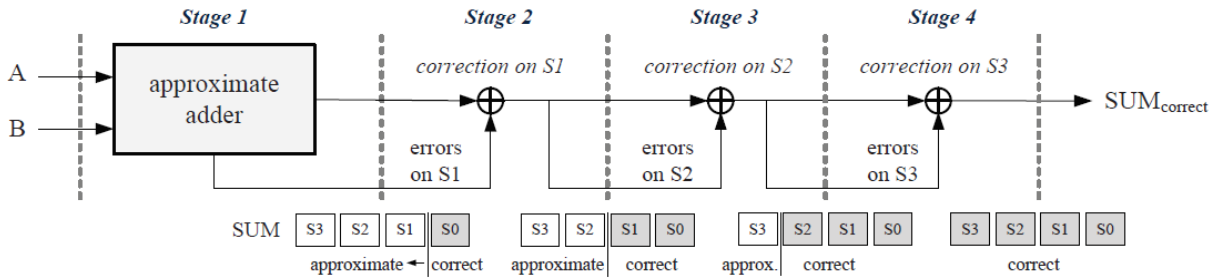 Stage 1 Stage 2 Stage 3 Stage 4
correction on S1 correction on S2 correction on S3
A
approximate
adder
SUMcorrect
B
errors
on S1
errors
on S2
errors
on S3
SUM S3 S2 S1 S0 S3 S2 S1 S0 S3 S2 S1 S0 S3 S2 S1 S0
approximate correct approximate correct approx. correct correct